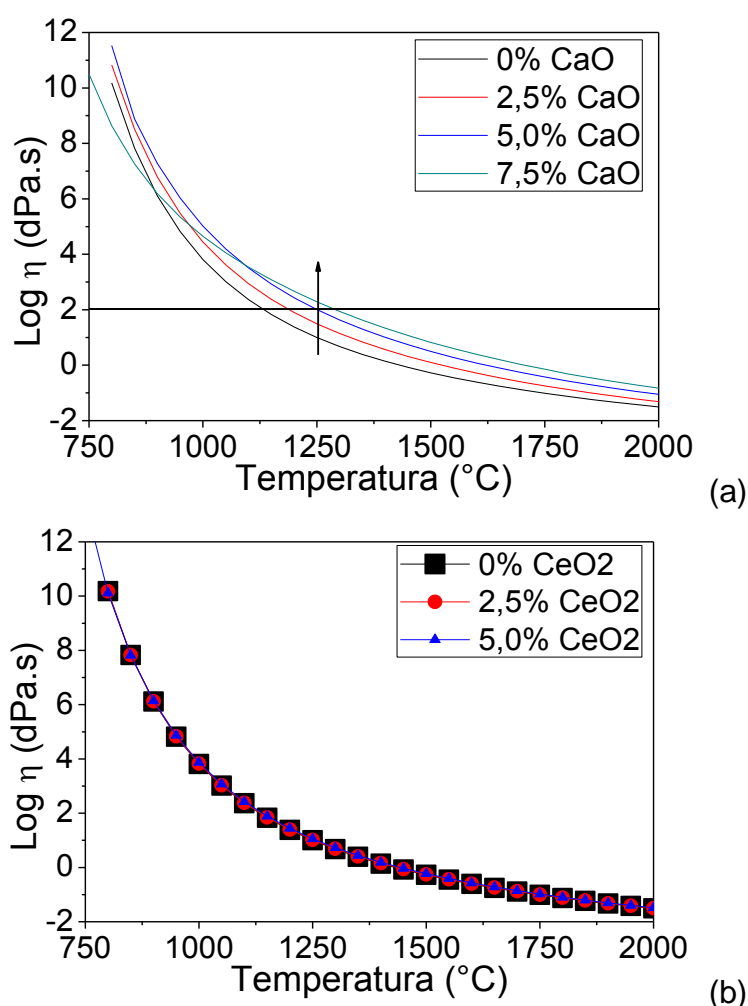 12
10
8
6
4
2
0
-2
Log η (dPa.s)
0% CaO
2,5% CaO
5,0% CaO
7,5% CaO
750 1000 1250 1500 1750 2000
Temperatura (°C)
(a)
12
10
8
6
4
2
0
-2
Log η (dPa.s)
0% CeO2
2,5% CeO2
5,0% CeO2
750 1000 1250 1500 1750 2000
Temperatura (°C)
(b)